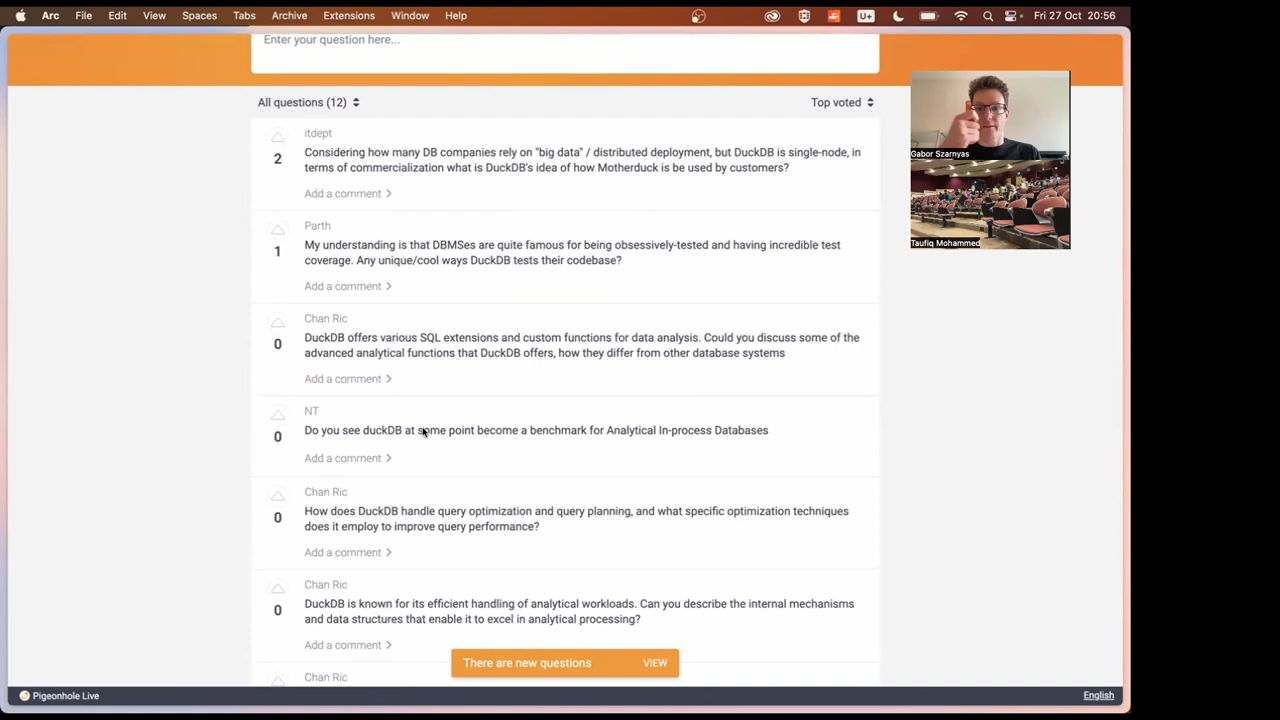 Arc File Edit View Spaces Tabs Archive Extensions Window Help U+ Fri 27 Oct 20:56
Enter your question here...
All questions (12) Top voted
itdept
2
Considering how many DB companies rely on "big data" / distributed deployment, but DuckDB is single-node, in
terms of commercialization what is DuckDB's idea of how Motherduck is be used by customers?
Add a comment
Parth
1
My understanding is that DBMSes are quite famous for being obsessively-tested and having incredible test
coverage. Any unique/cool ways DuckDB tests their codebase?
Add a comment
Chan Ric
0
DuckDB offers various SQL extensions and custom functions for data analysis. Could you discuss some of the
advanced analytical functions that DuckDB offers, how they differ from other database systems
Add a comment
NT
0
Do you see duckDB at some point become a benchmark for Analytical In-process Databases
Add a comment
Chan Ric
0
How does DuckDB handle query optimization and query planning, and what specific optimization techniques
does it employ to improve query performance?
Add a comment
Chan Ric
0
DuckDB is known for its efficient handling of analytical workloads. Can you describe the internal mechanisms
and data structures that enable it to excel in analytical processing?
Add a comment
There are new questions VIEW
Chan Ric
Pigeonhole Live English
Gabor Szarnyas
Taufiq Mohammed